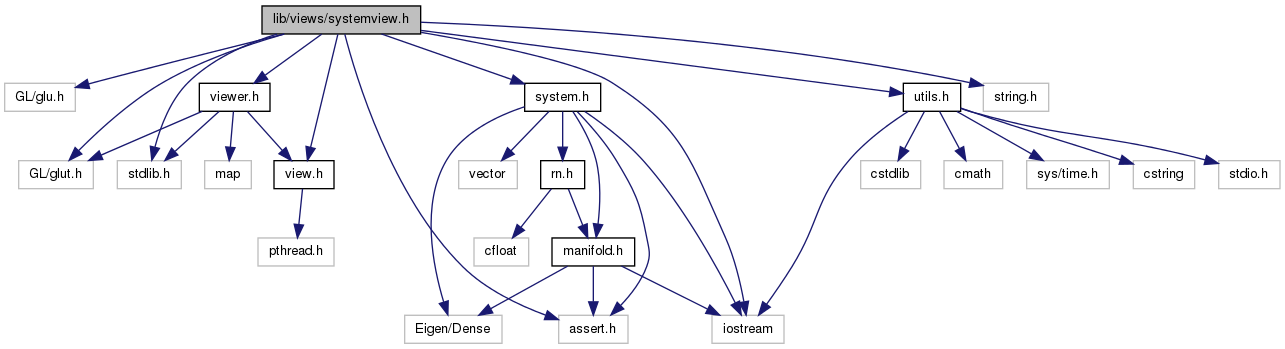 lib/views/systemview.h
GL/glu.h
viewer.h
system.h
utils.h
string.h
GL/glut.h
stdlib.h
map
view.h
vector
rn.h
cstdlib
cmath
sys/time.h
cstring
stdio.h
pthread.h
cfloat
manifold.h
Eigen/Dense
assert.h
iostream